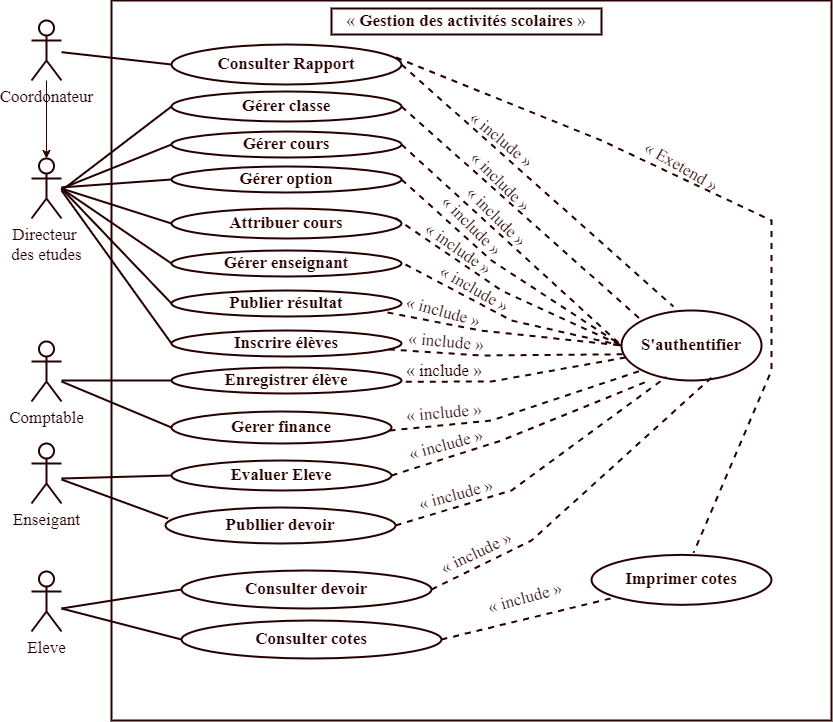 « Gestion des activités scolaires »
Coordonateur
Directeur
des etudes
Comptable
Enseigant
Eleve
Consulter Rapport
Gérer classe
Gérer cours
Gérer option
Attribuer cours
Gérer enseignant
Publier résultat
Inscrire élèves
Enregistrer élève
Gerer finance
Evaluer Eleve
Publlier devoir
Consulter devoir
Consulter cotes
« include »
« include »
« include »
« include »
« include »
« include »
« include »
« include »
« include »
« include »
« include »
« include »
« include »
« include »
« Exetend »
S'authentifier
Imprimer cotes